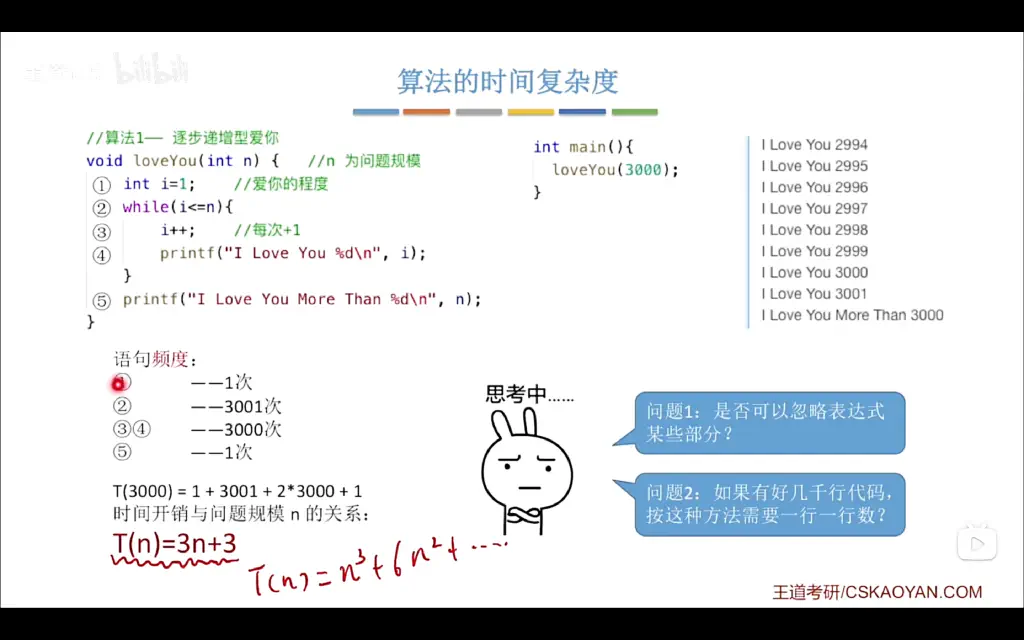 bilibili
算法的时间复杂度
//算法1—— 逐步递增型爱你
void loveYou(int n) { //n 为问题规模
① int i=1; //爱你的程度
② while(i<=n){
③ i++; //每次+1
④ printf("I Love You %d\n", i);
}
⑤ printf("I Love You More Than %d\n", n);
}
int main(){
loveYou(3000);
}
I Love You 2994
I Love You 2995
I Love You 2996
I Love You 2997
I Love You 2998
I Love You 2999
I Love You 3000
I Love You 3001
I Love You More Than 3000
语句频度：
① ——1次
② ——3001次
③④ ——3000次
⑤ ——1次
T(3000) = 1 + 3001 + 2*3000 + 1
时间开销与问题规模 n 的关系：
T(n)=3n+3
T(n)=n³+6n²+....
思考中......
问题1：是否可以忽略表达式
某些部分？
问题2：如果有好几千行代码，
按这种方法需要一行一行数？
王道考研/CSKAOYAN.COM